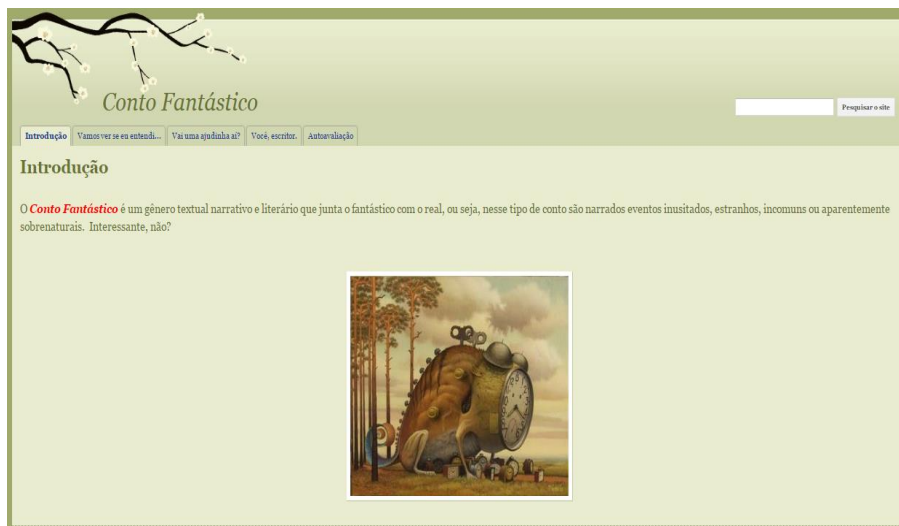 Conto Fantástico
Pesquisar o site
Introdução
Vamos ver se eu entendi...
Vai uma ajudinha aí?
Você, escritor.
Autoavaliação
Introdução
O Conto Fantástico é um gênero textual narrativo e literário que junta o fantástico com o real, ou seja, nesse tipo de conto são narrados eventos inusitados, estranhos, incomuns ou aparentemente
sobrenaturais. Interessante, não?